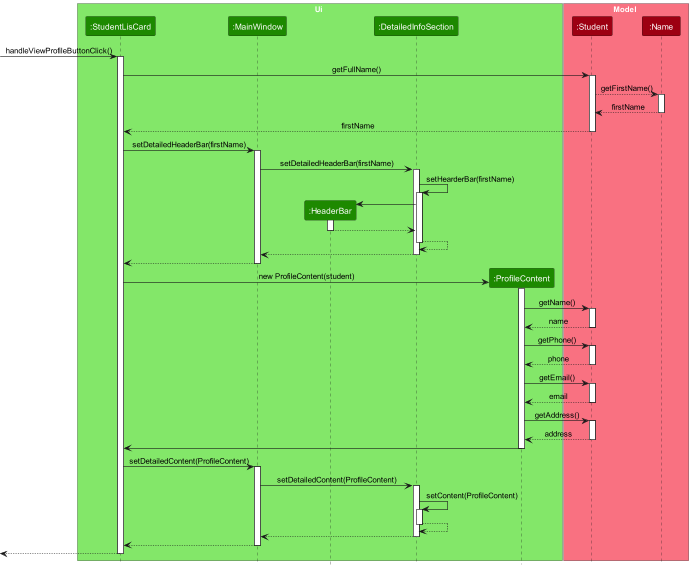 Ui
Model
:StudentLisCard
:MainWindow
:DetailedInfoSection
:Student
:Name
handleViewProfileButtonClick()
getFullName()
getFirstName()
firstName
firstName
setDetailedHeaderBar(firstName)
setDetailedHeaderBar(firstName)
setHearderBar(firstName)
:HeaderBar
new ProfileContent(student)
:ProfileContent
getName()
name
getPhone()
phone
getEmail()
email
getAddress()
address
setDetailedContent(ProfileContent)
setDetailedContent(ProfileContent)
setContent(ProfileContent)